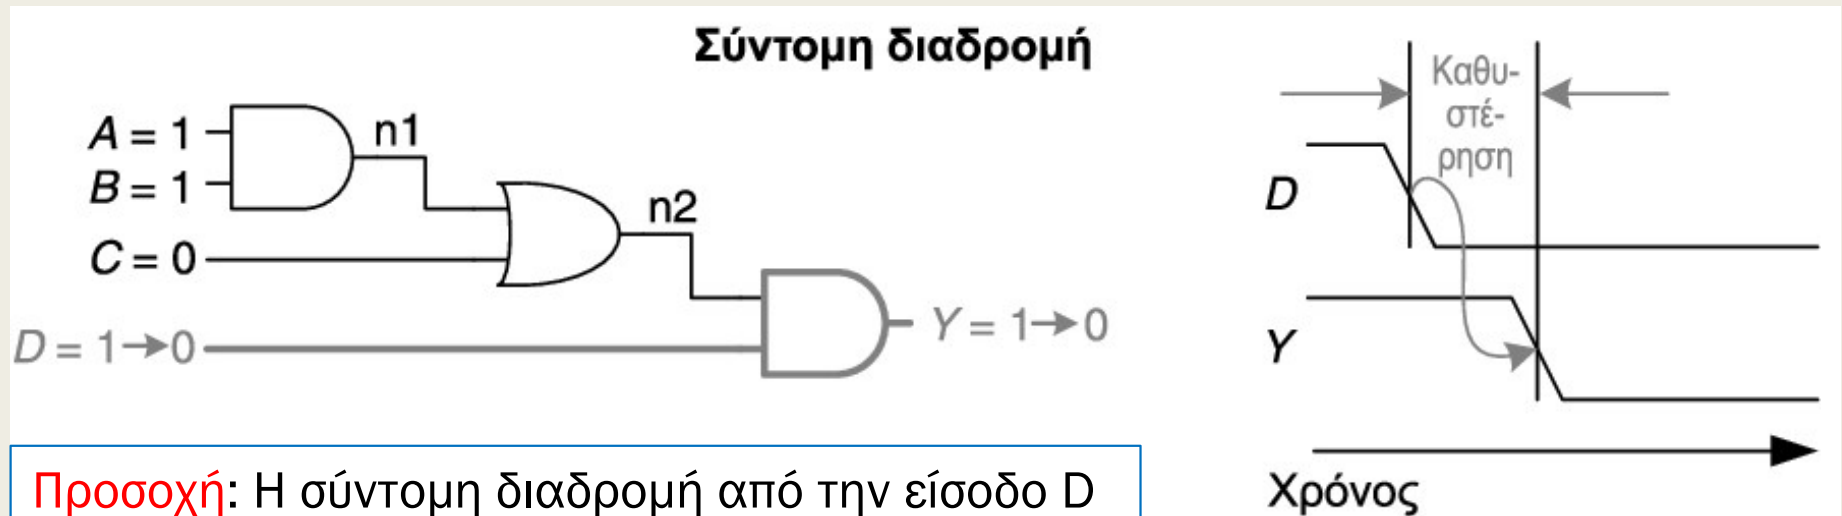 Σύντομη διαδρομή
A = 1
B = 1
n1
C = 0
n2
D = 1→0
Y = 1→0
Καθυ-
στέ-
ρηση
D
Y
Χρόνος
Προσοχή: Η σύντομη διαδρομή από την είσοδο D